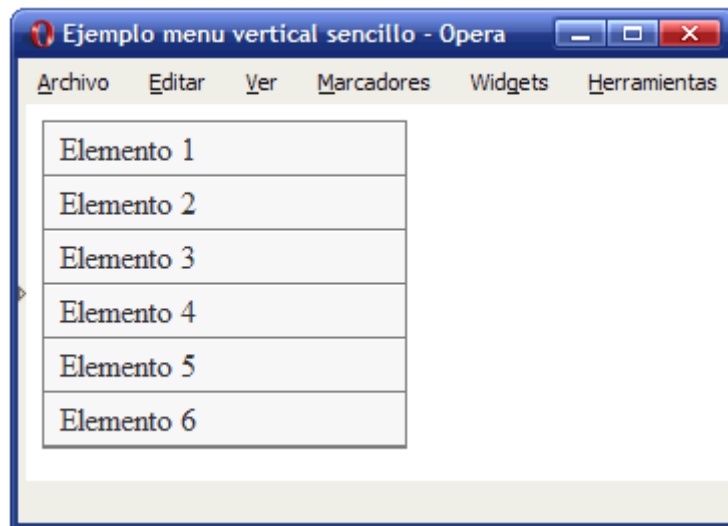 Ejemplo menu vertical sencillo - Opera
Archivo Editar Ver Marcadores Widgets Herramientas
Elemento 1
Elemento 2
Elemento 3
Elemento 4
Elemento 5
Elemento 6